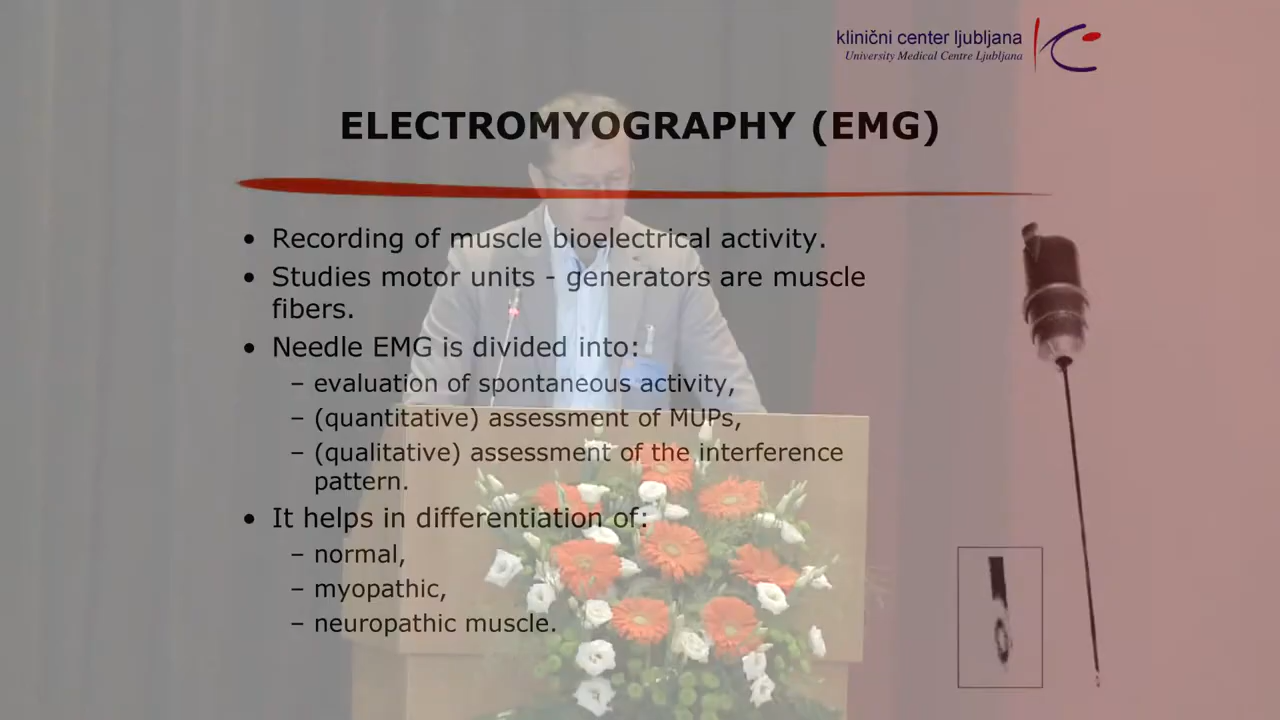 klinični center ljubljana
University Medical Centre Ljubljana
ELECTROMYOGRAPHY (EMG)
• Recording of muscle bioelectrical activity.
• Studies motor units - generators are muscle
fibers.
• Needle EMG is divided into:
– evaluation of spontaneous activity,
– (quantitative) assessment of MUPs,
– (qualitative) assessment of the interference
pattern.
• It helps in differentiation of:
– normal,
– myopathic,
– neuropathic muscle.